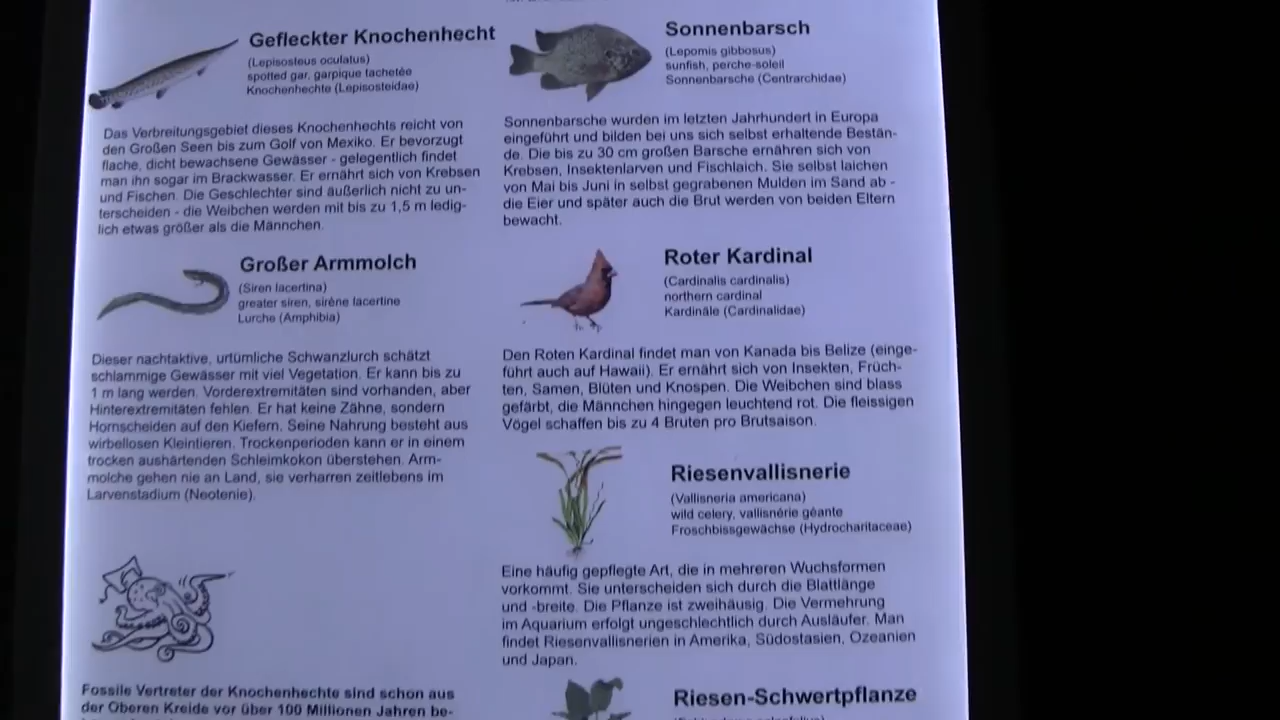 Gefleckter Knochenhecht
(Lepisosteus oculatus)
spotted gar, garpique tachetée
Knochenhechte (Lepisosteidae)
Das Verbreitungsgebiet dieses Knochenhechts reicht von
den Großen Seen bis zum Golf von Mexiko. Er bevorzugt
flache, dicht bewachsene Gewässer - gelegentlich findet
man ihn sogar im Brackwasser. Er ernährt sich von Krebsen
und Fischen. Die Geschlechter sind äußerlich nicht zu un-
terscheiden - die Weibchen werden mit bis zu 1,5 m ledig-
lich etwas größer als die Männchen.
Großer Armmolch
(Siren lacertina)
greater siren, sirène lacertine
Lurche (Amphibia)
Dieser nachtaktive, urtümliche Schwanzlurch schätzt
schlammige Gewässer mit viel Vegetation. Er kann bis zu
1 m lang werden. Vorderextremitäten sind vorhanden, aber
Hinterextremitäten fehlen. Er hat keine Zähne, sondern
Hornscheiden auf den Kiefern. Seine Nahrung besteht aus
wirbellosen Kleintieren. Trockenperioden kann er in einem
trocken aushärtenden Schleimkokon überstehen. Arm-
molche gehen nie an Land, sie verharren zeitlebens im
Larvenstadium (Neotenie).
Fossile Vertreter der Knochenhechte sind schon aus
der Oberen Kreide vor über 100 Millionen Jahren be-
Sonnenbarsch
(Lepomis gibbosus)
sunfish, perche-soleil
Sonnenbarsche (Centrarchidae)
Sonnenbarsche wurden im letzten Jahrhundert in Europa
eingeführt und bilden bei uns sich selbst erhaltende Bestän-
de. Die bis zu 30 cm großen Barsche ernähren sich von
Krebsen, Insektenlarven und Fischlaich. Sie selbst laichen
von Mai bis Juni in selbst gegrabenen Mulden im Sand ab -
die Eier und später auch die Brut werden von beiden Eltern
bewacht.
Roter Kardinal
(Cardinalis cardinalis)
northern cardinal
Kardinäle (Cardinalidae)
Den Roten Kardinal findet man von Kanada bis Belize (einge-
führt auch auf Hawaii). Er ernährt sich von Insekten, Früch-
ten, Samen, Blüten und Knospen. Die Weibchen sind blass
gefärbt, die Männchen hingegen leuchtend rot. Die fleissigen
Vögel schaffen bis zu 4 Bruten pro Brutsaison.
Riesenvallisnerie
(Vallisneria americana)
wild celery, vallisnérie géante
Froschbissgewächse (Hydrocharitaceae)
Eine häufig gepflegte Art, die in mehreren Wuchsformen
vorkommt. Sie unterscheiden sich durch die Blattlänge
und -breite. Die Pflanze ist zweihäusig. Die Vermehrung
im Aquarium erfolgt ungeschlechtlich durch Ausläufer. Man
findet Riesenvallisnerien in Amerika, Südostasien, Ozeanien
und Japan.
Riesen-Schwertpflanze